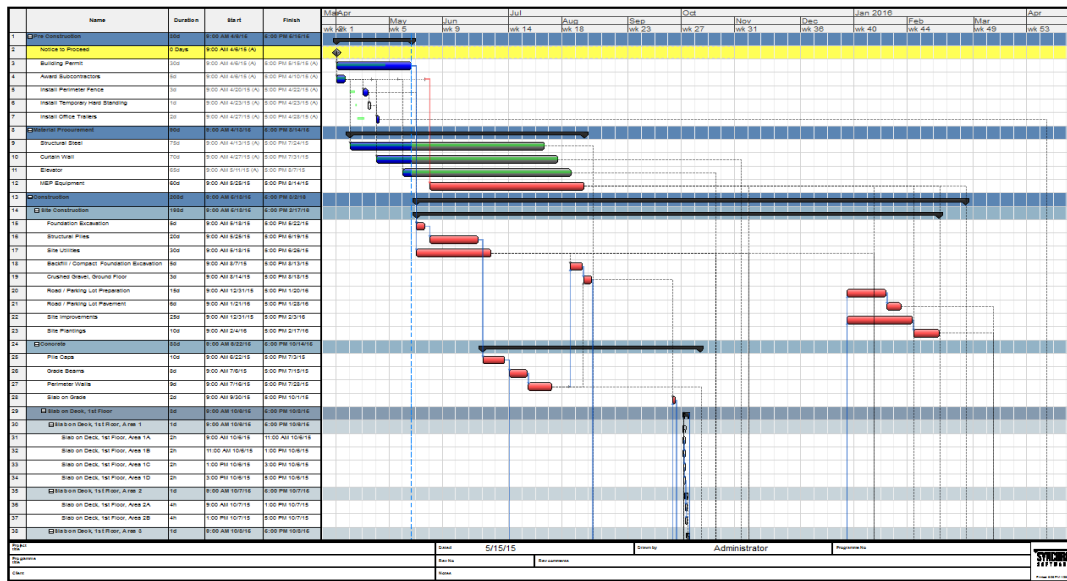 Name Duration Start Finish
Mar Apr Jul Oct Jan 2016 Apr
May Jun Aug Sep Nov Dec Feb Mar
wk 1 wk 9 wk 14 wk 18 wk 23 wk 27 wk 31 wk 36 wk 40 wk 44 wk 49 wk 53
1 Pre Construction
2 Notice to Proceed 0 Days 9:00 AM 4/6/15 (A)
3 Building Permit 30d 9:00 AM 4/6/15 (A) 5:00 PM 5/15/15 (A)
4 Award Subcontractors 5d 9:00 AM 4/6/15 (A) 5:00 PM 4/10/15 (A)
5 Install Perimeter Fence 3d 9:00 AM 4/20/15 (A) 5:00 PM 4/22/15 (A)
6 Install Temporary Hard Standing 1d 9:00 AM 4/23/15 (A) 5:00 PM 4/23/15 (A)
7 Install Office Trailers 2d 9:00 AM 4/27/15 (A) 5:00 PM 4/28/15 (A)
8 Material Procurement
9 Structural Steel 75d 9:00 AM 4/13/15 (A) 5:00 PM 7/24/15
10 Curtain Wall 70d 9:00 AM 4/27/15 (A) 5:00 PM 7/31/15
11 Elevator 9:00 AM 5/11/15 (A) 5:00 PM 8/7/15
12 MEP Equipment 60d 9:00 AM 5/25/15 5:00 PM 8/14/15
13 Construction
14 Site Construction
15 Foundation Excavation 5d 9:00 AM 5/18/15 5:00 PM 5/22/15
16 Structural Piles 20d 9:00 AM 5/25/15 5:00 PM 6/19/15
17 Site Utilities 30d 9:00 AM 5/18/15 5:00 PM 6/26/15
18 Backfill / Compact Foundation Excavation 5d 9:00 AM 8/7/15 5:00 PM 8/13/15
19 Crushed Gravel, Ground Floor 3d 9:00 AM 8/14/15 5:00 PM 8/18/15
20 Road / Parking Lot Preparation 15d 9:00 AM 12/31/15 5:00 PM 1/20/16
21 Road / Parking Lot Pavement 9:00 AM 1/21/16 5:00 PM 1/28/16
22 Site Improvements 25d 9:00 AM 12/31/15 5:00 PM 2/3/16
23 Site Plantings 10d 9:00 AM 2/4/16 5:00 PM 2/17/16
24 Concrete
25 Pile Caps 10d 9:00 AM 6/22/15 5:00 PM 7/3/15
26 Grade Beams 8d 9:00 AM 7/6/15 5:00 PM 7/15/15
27 Perimeter Walls 9d 9:00 AM 7/16/15 5:00 PM 7/28/15
28 Slab on Grade 2d 9:00 AM 9/30/15 5:00 PM 10/1/15
29 Slab on Deck, 1st Floor 3d 9:00 AM 10/6/15 5:00 PM 10/8/15
30 Slab on Deck, 1st Floor, Area 1 1d 9:00 AM 10/6/15 5:00 PM 10/6/15
31 Slab on Deck, 1st Floor, Area 1A 2h 9:00 AM 10/6/15 11:00 AM 10/6/15
32 Slab on Deck, 1st Floor, Area 1B 2h 11:00 AM 10/6/15 1:00 PM 10/6/15
33 Slab on Deck, 1st Floor, Area 1C 2h 1:00 PM 10/6/15 3:00 PM 10/6/15
34 Slab on Deck, 1st Floor, Area 1D 2h 3:00 PM 10/6/15 5:00 PM 10/6/15
35 Slab on Deck, 1st Floor, Area 2 1d 9:00 AM 10/7/15 5:00 PM 10/7/15
36 Slab on Deck, 1st Floor, Area 2A 4h 9:00 AM 10/7/15 1:00 PM 10/7/15
37 Slab on Deck, 1st Floor, Area 2B 4h 1:00 PM 10/7/15 5:00 PM 10/7/15
38 Slab on Deck, 1st Floor, Area 3 1d 9:00 AM 10/8/15 5:00 PM 10/8/15
Project Title Dated 5/15/15 Drawn by Administrator Programme No
Programme Title Rev No Rev comments
Client Notes
SOFTWARE